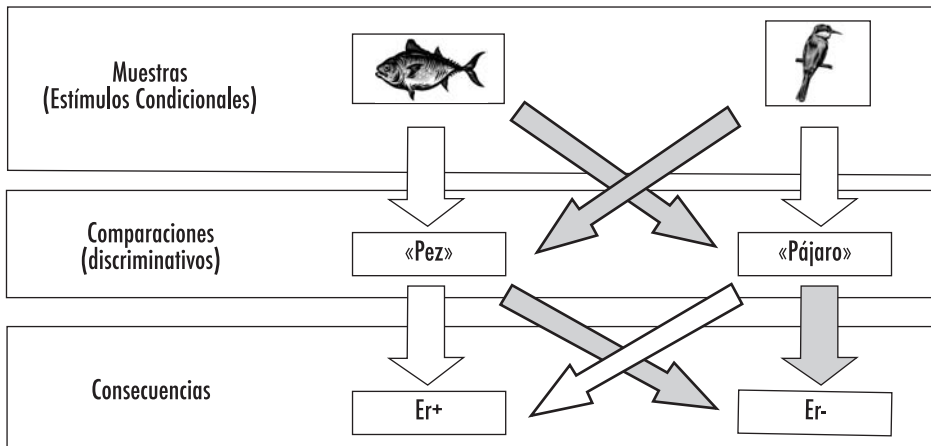 Muestras
(Estímulos Condicionales)
Comparaciones
(discriminativos)
«Pez»
«Pájaro»
Consecuencias
Er+
Er-